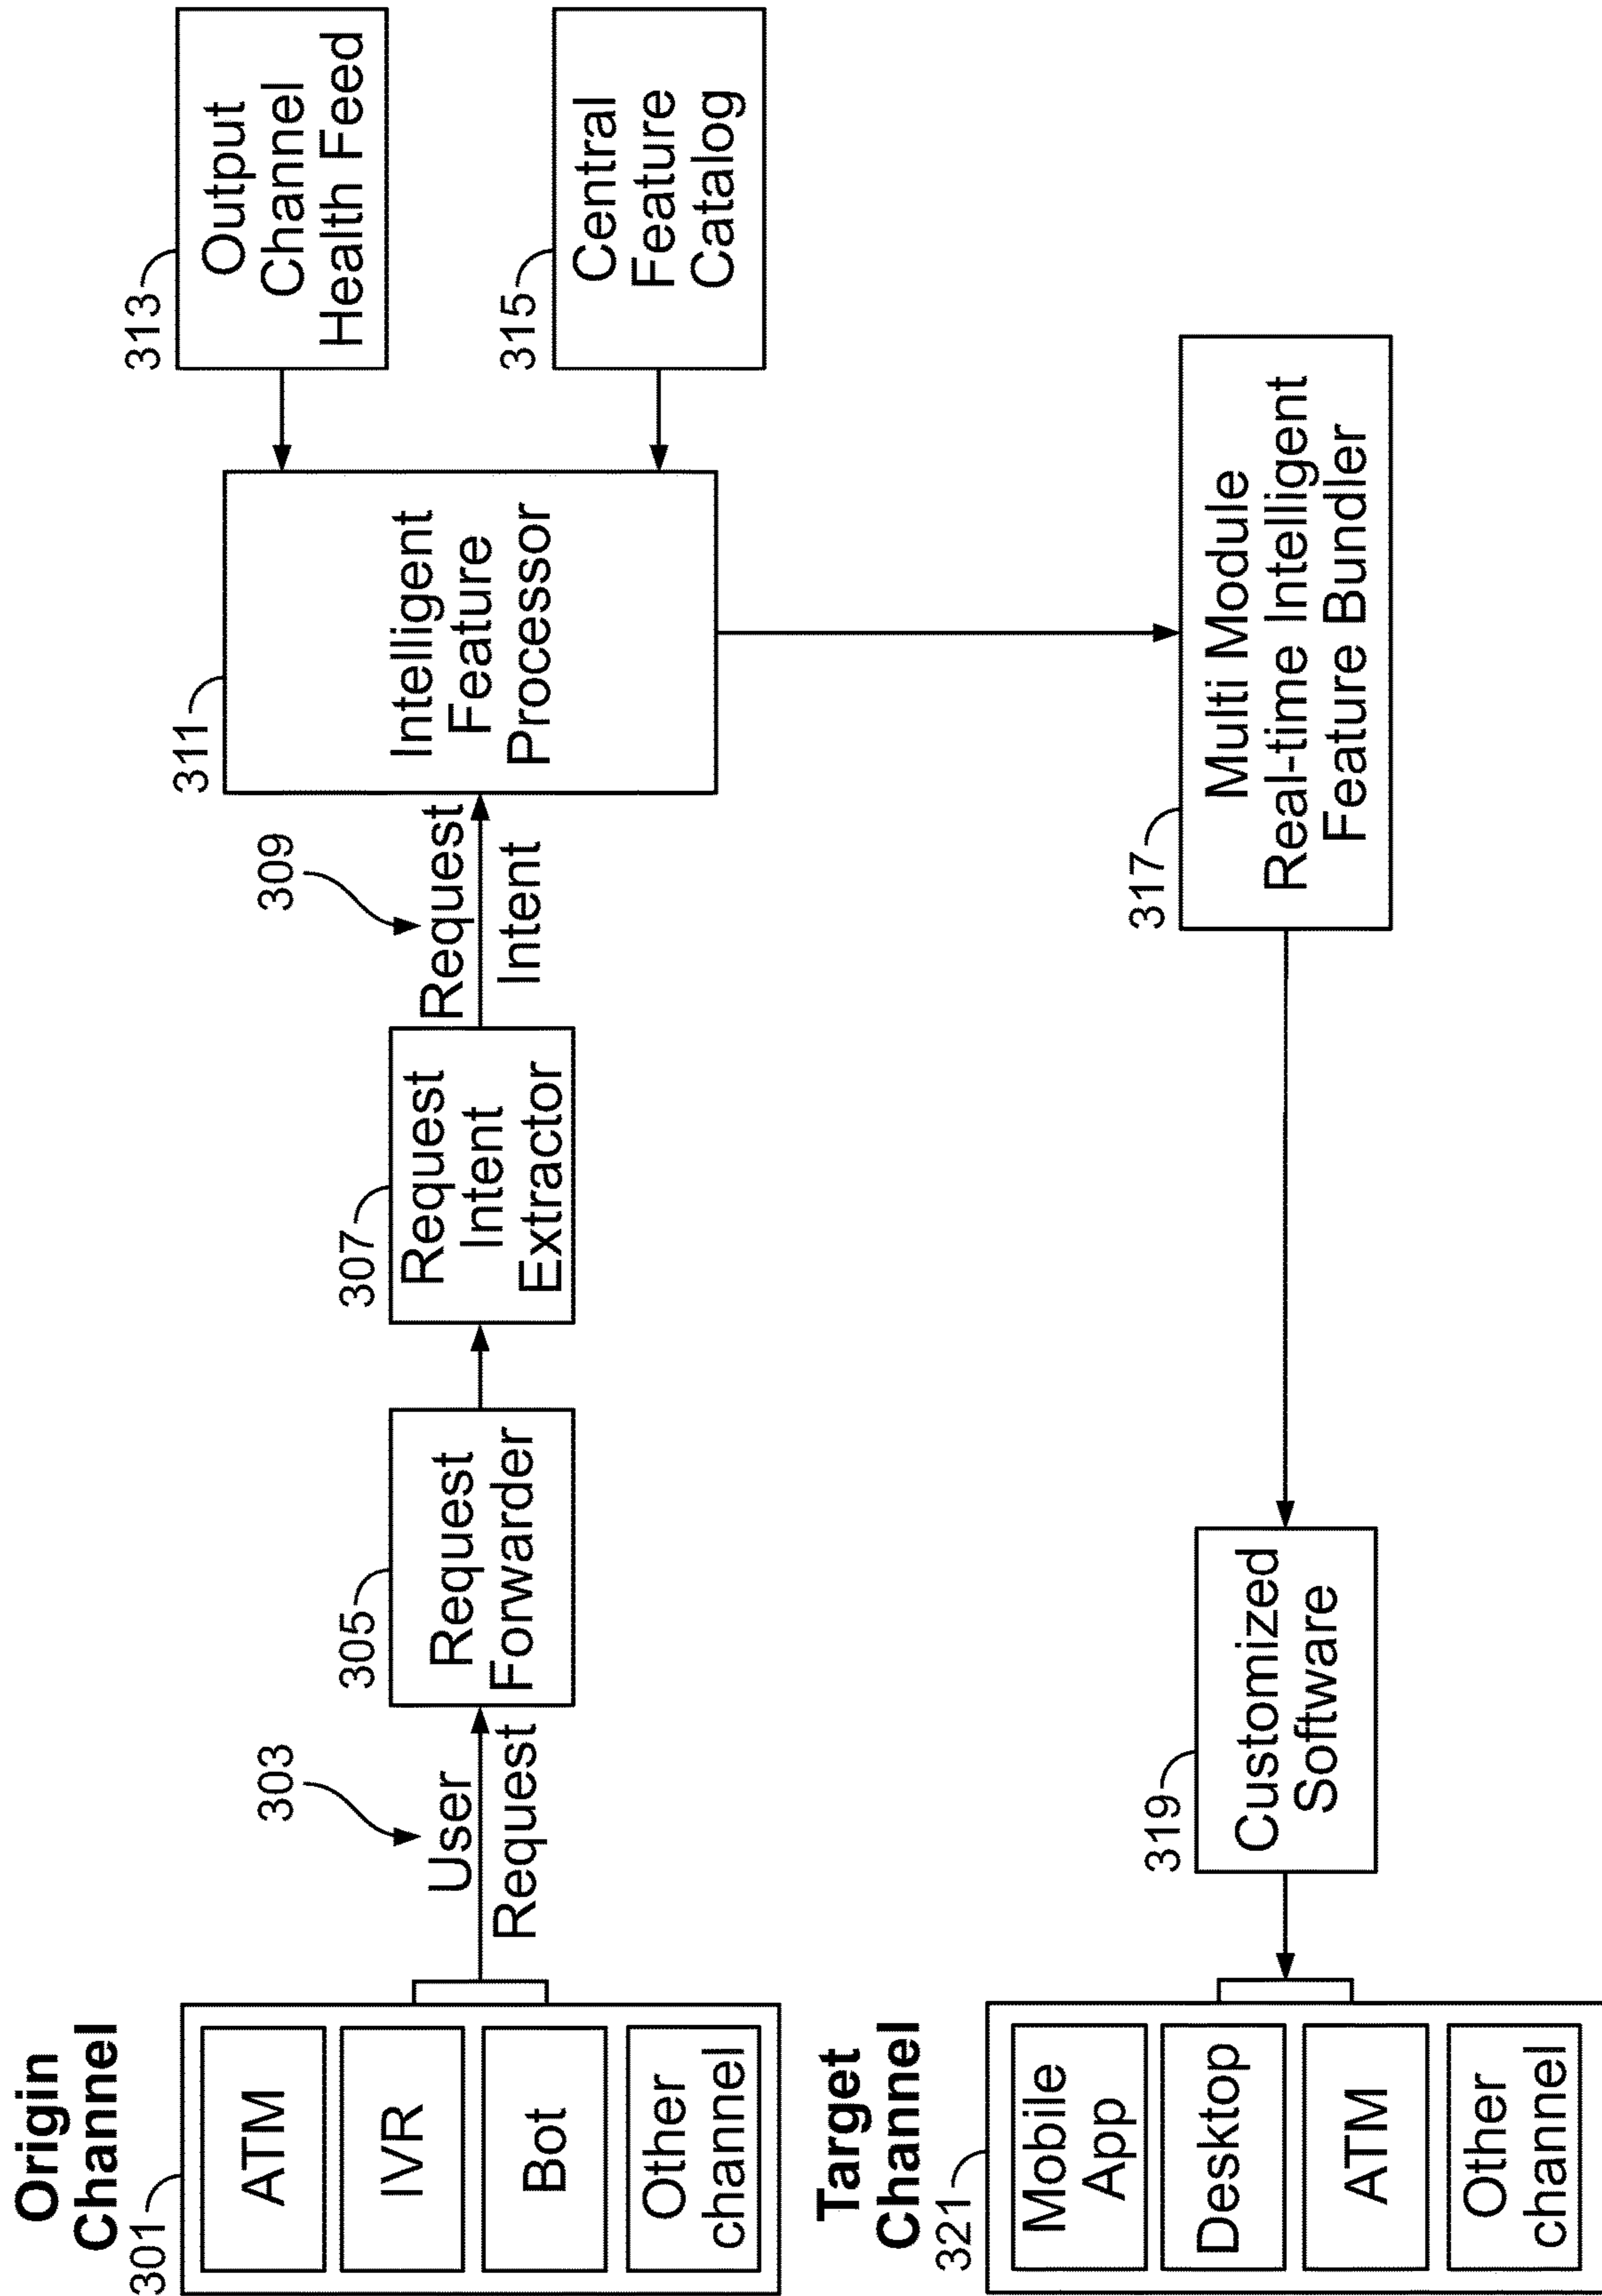 Origin
Channel
301
ATM
IVR
Bot
Other
channel
303
User
Request
305
Request
Forwarder
307
Request
Intent
Extractor
309
Request
Intent
311
Intelligent
Feature
Processor
313
Output
Channel
Health Feed
315
Central
Feature
Catalog
317
Multi Module
Real-time Intelligent
Feature Bundler
319
Customized
Software
Target
Channel
321
Mobile
App
Desktop
ATM
Other
channel